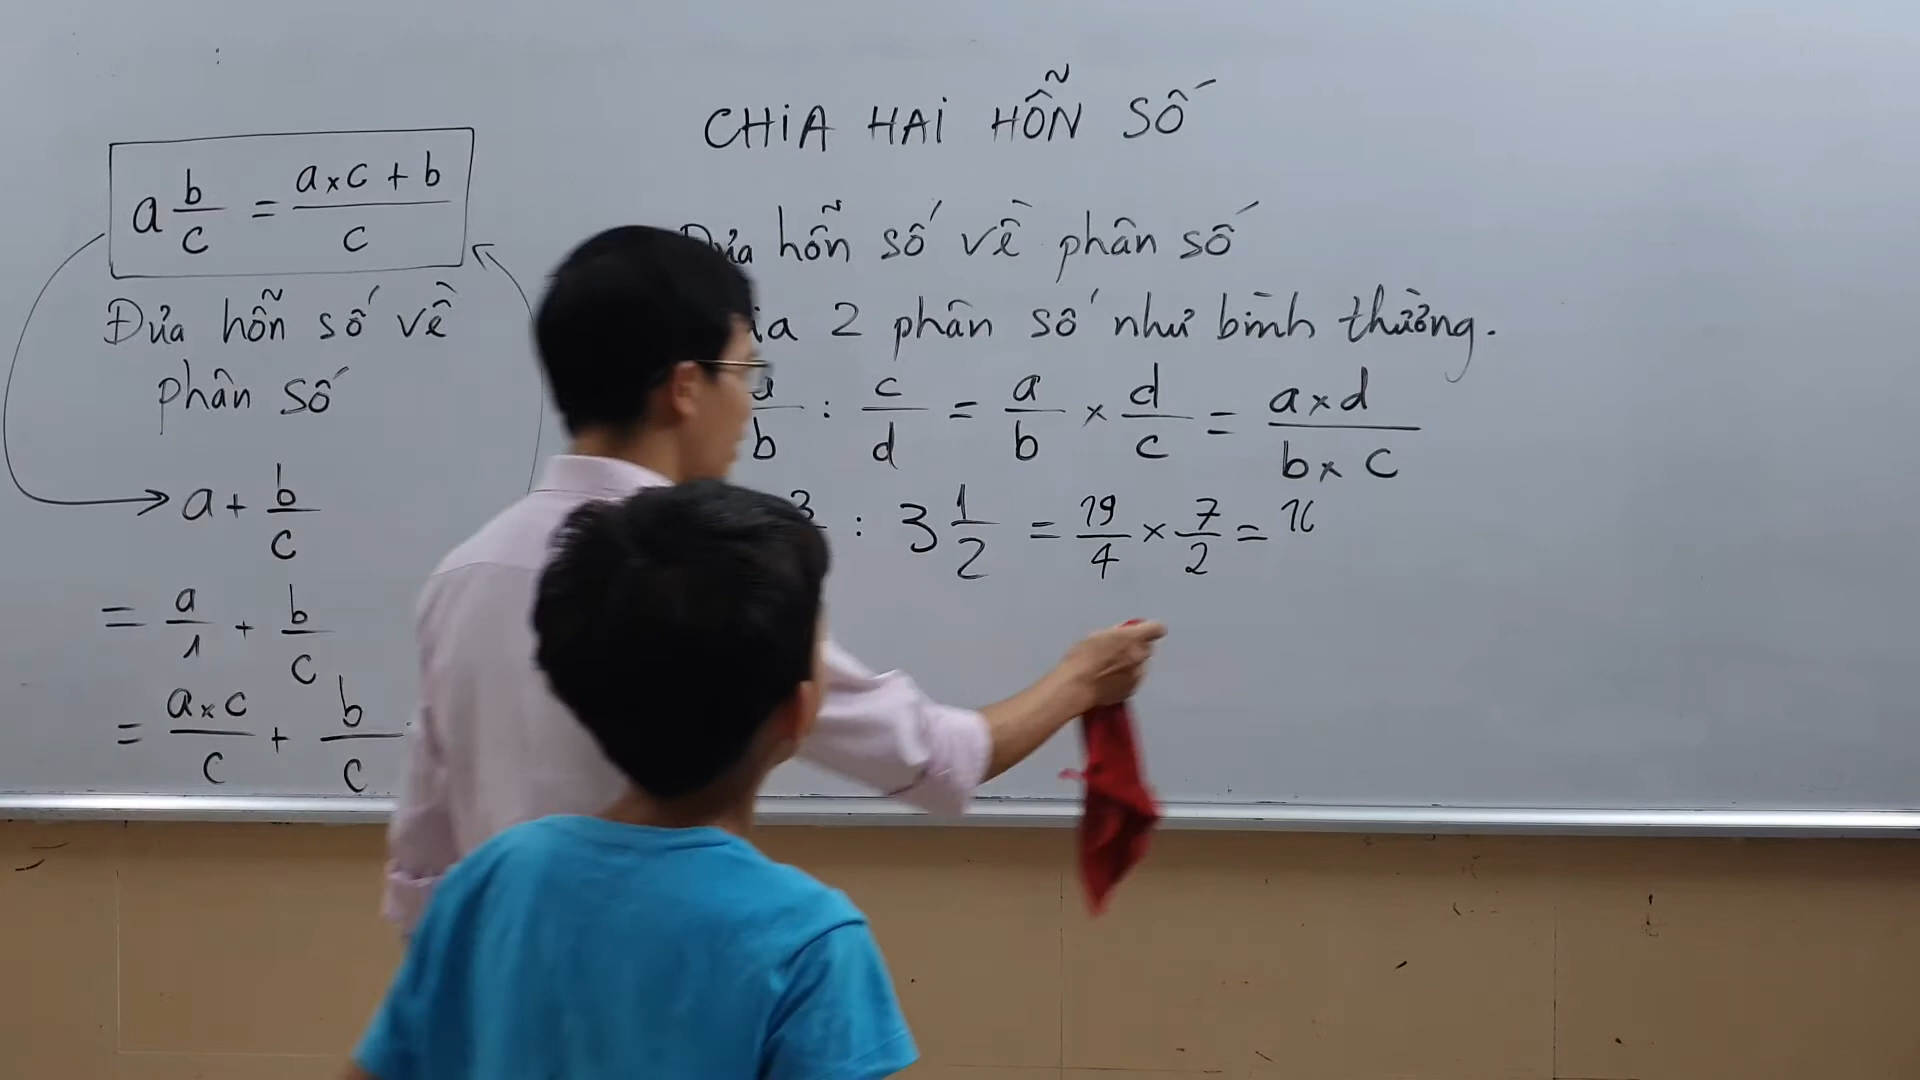 CHiA HAi HỖN SỐ
a b/c = (a×c + b)/c
Đưa hỗn số về
phân số
→ a + b/c
= a/1 + b/c
= a×c/c + b/c
hỗn số về phân số
2 phân số như bình thường.
b : c/d = a/b × d/c = a×d / b×c
3 : 3 1/2 = 19/4 × 7/2 =